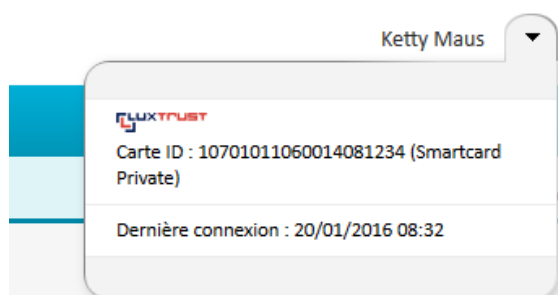 Ketty Maus
LUXTRUST
Carte ID : 10701011060014081234 (Smartcard
Private)
Dernière connexion : 20/01/2016 08:32